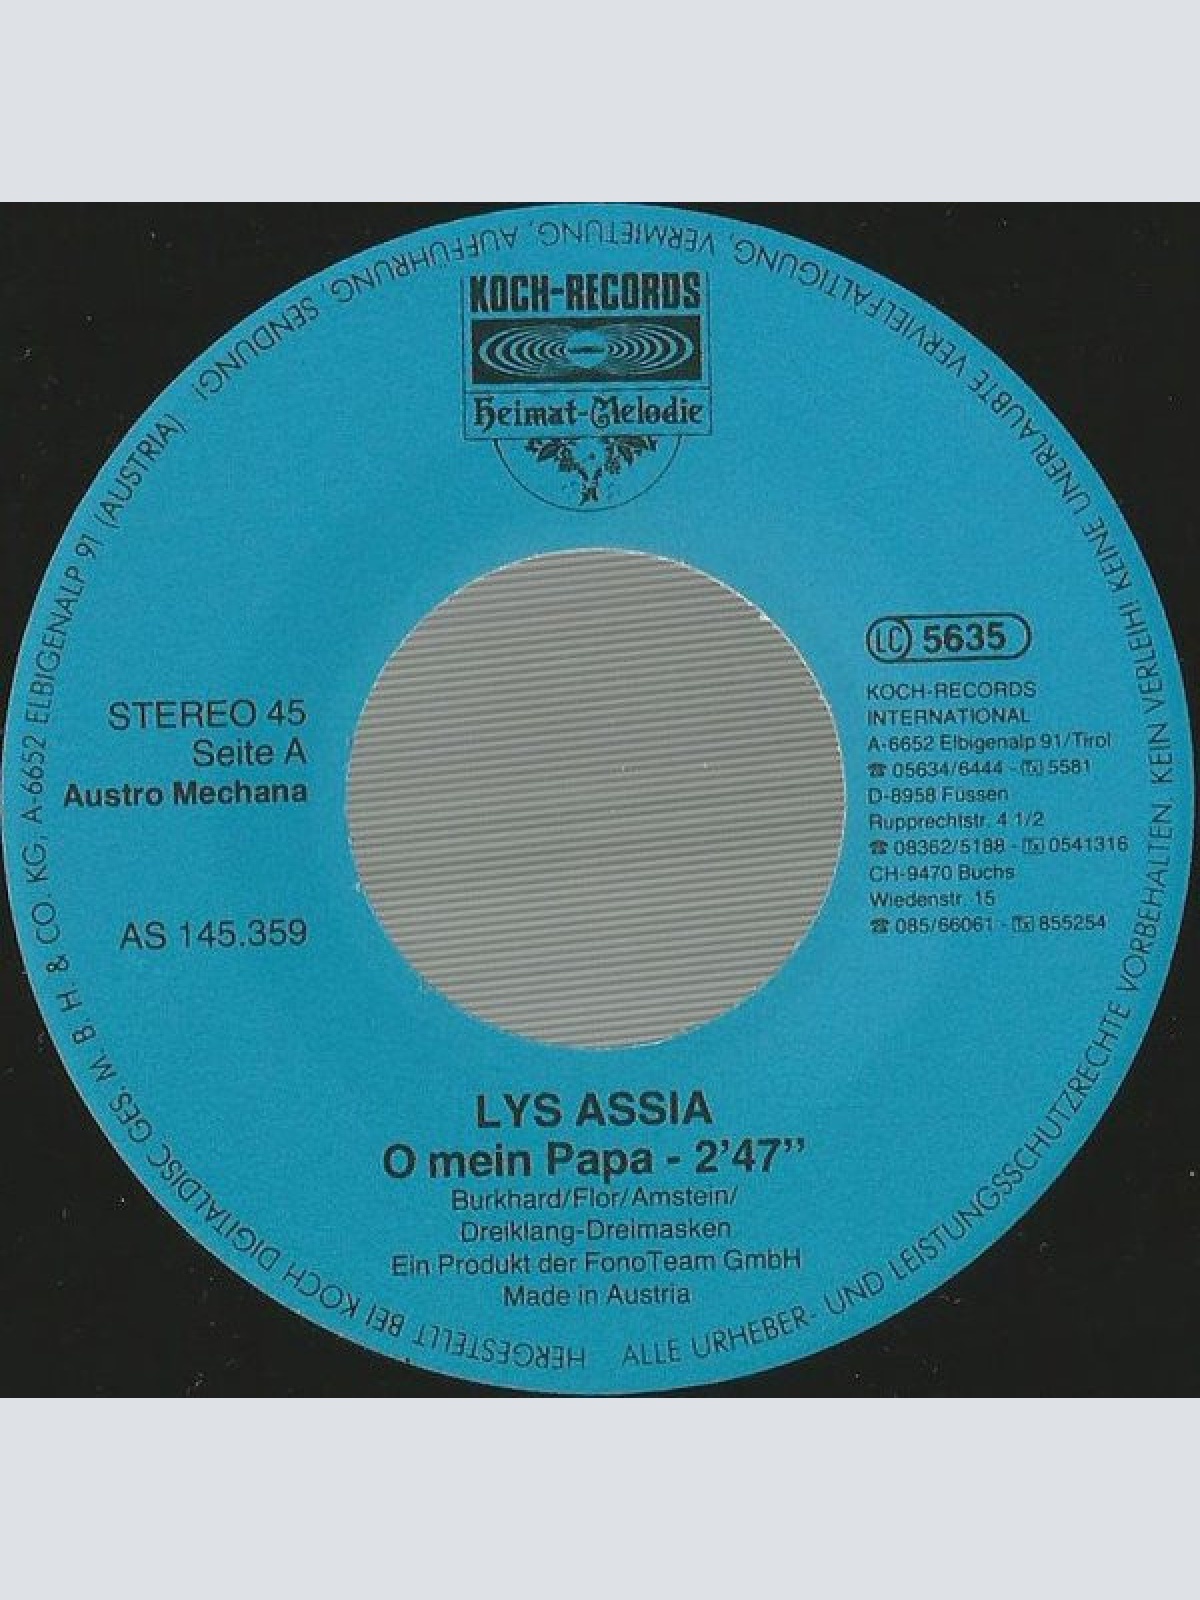 KOCH-RECORDS
Heimat-Melodie
STEREO 45
Seite A
Austro Mechana
AS 145.359
LC 5635
KOCH-RECORDS
INTERNATIONAL
A-6652 Elbigenalp 91/Tirol
☎ 05634/6444 - Tx 5581
D-8958 Füssen
Rupprechtstr. 4 1/2
☎ 08362/5188 - Tx 0541316
CH-9470 Buchs
Wiedenstr. 15
☎ 085/66061 - Tx 855254
LYS ASSIA
O mein Papa - 2'47''
Burkhard/Flor/Amstein/
Dreiklang-Dreimasken
Ein Produkt der FonoTeam GmbH
Made in Austria
HERGESTELLT BEI KOCH DIGITALDISC GES. M. B. H & CO. KG, A-6652 ELBIGENALP 91 (AUSTRIA)
ALLE URHEBER- UND LEISTUNGSSCHUTZRECHTE VORBEHALTEN KEIN VERLEIH! KEINE UNERLAUBTE VERVIELFÄLTIGUNG, VERMIETUNG, AUFFÜHRUNG, SENDUNG!